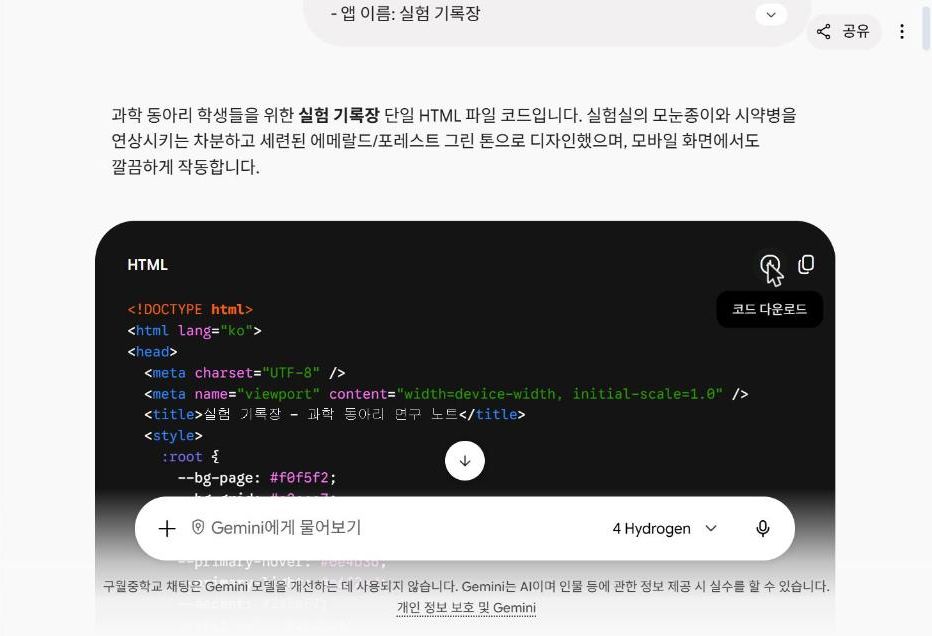 - 앱 이름: 실험 기록장
공유
과학 동아리 학생들을 위한 실험 기록장 단일 HTML 파일 코드입니다. 실험실의 모눈종이와 시약병을
연상시키는 차분하고 세련된 에메랄드/포레스트 그린 톤으로 디자인했으며, 모바일 화면에서도
깔끔하게 작동합니다.
HTML
코드 다운로드
<!DOCTYPE html>
<html lang="ko">
<head>
<meta charset="UTF-8" />
<meta name="viewport" content="width=device-width, initial-scale=1.0" />
<title>실험 기록장 - 과학 동아리 연구 노트</title>
<style>
:root {
--bg-page: #f0f5f2;
Gemini에게 물어보기
4 Hydrogen
구월중학교 채팅은 Gemini 모델을 개선하는 데 사용되지 않습니다. Gemini는 AI이며 인물 등에 관한 정보 제공 시 실수를 할 수 있습니다.
개인 정보 보호 및 Gemini